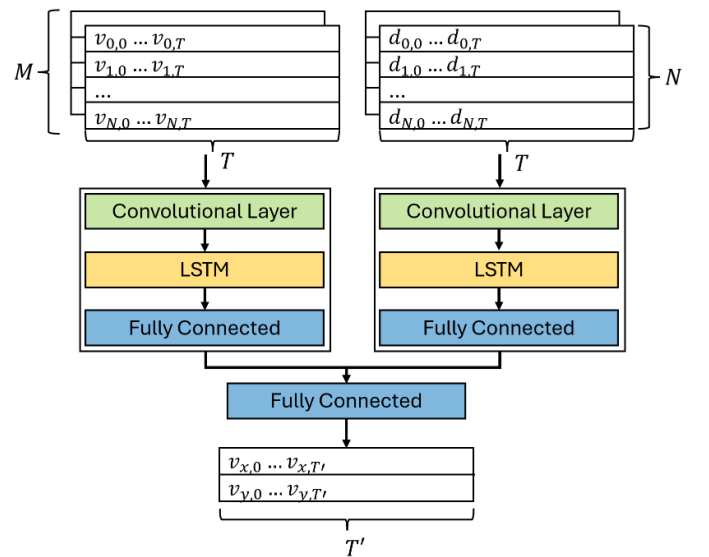 v_{0,0} … v_{0,T}
v_{1,0} … v_{1,T}
…
v_{N,0} … v_{N,T}
M
T
d_{0,0} … d_{0,T}
d_{1,0} … d_{1,T}
…
d_{N,0} … d_{N,T}
N
T
Convolutional Layer
LSTM
Fully Connected
Convolutional Layer
LSTM
Fully Connected
Fully Connected
v_{x,0} … v_{x,T′}
v_{y,0} … v_{y,T′}
T′